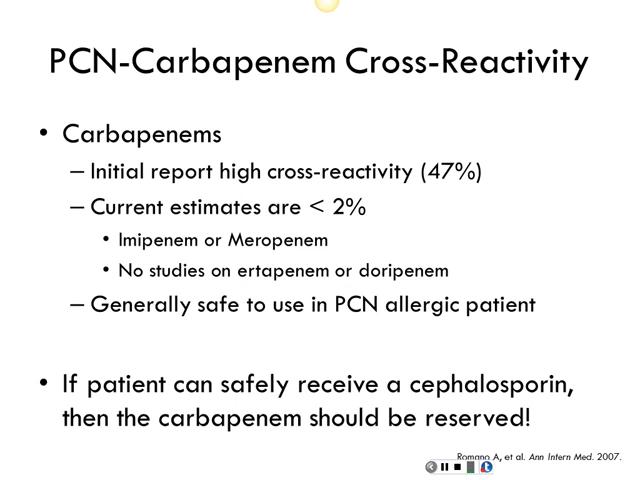 PCN-Carbapenem Cross-Reactivity
• Carbapenems
– Initial report high cross-reactivity (47%)
– Current estimates are < 2%
• Imipenem or Meropenem
• No studies on ertapenem or doripenem
– Generally safe to use in PCN allergic patient
• If patient can safely receive a cephalosporin,
then the carbapenem should be reserved!
Romano A, et al. Ann Intern Med. 2007.